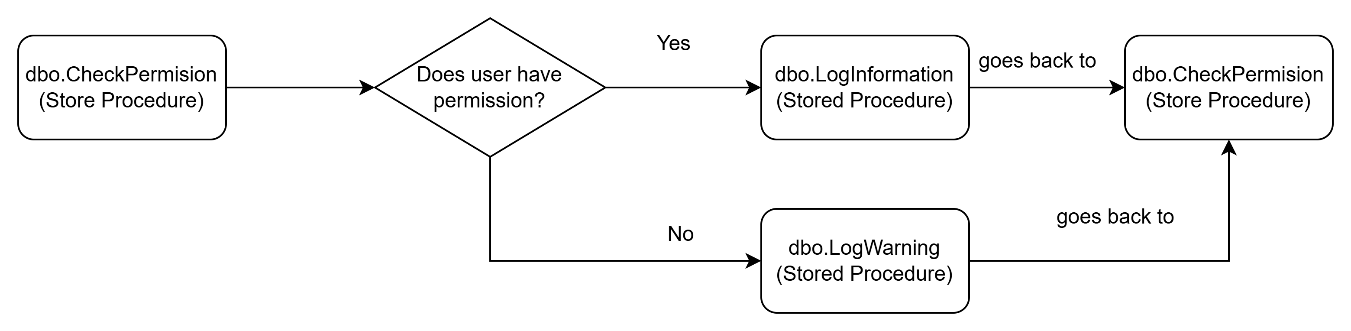 dbo.CheckPermision
(Store Procedure)
Does user have
permission?
Yes
dbo.LogInformation
(Stored Procedure)
goes back to
dbo.CheckPermision
(Store Procedure)
No
dbo.LogWarning
(Stored Procedure)
goes back to